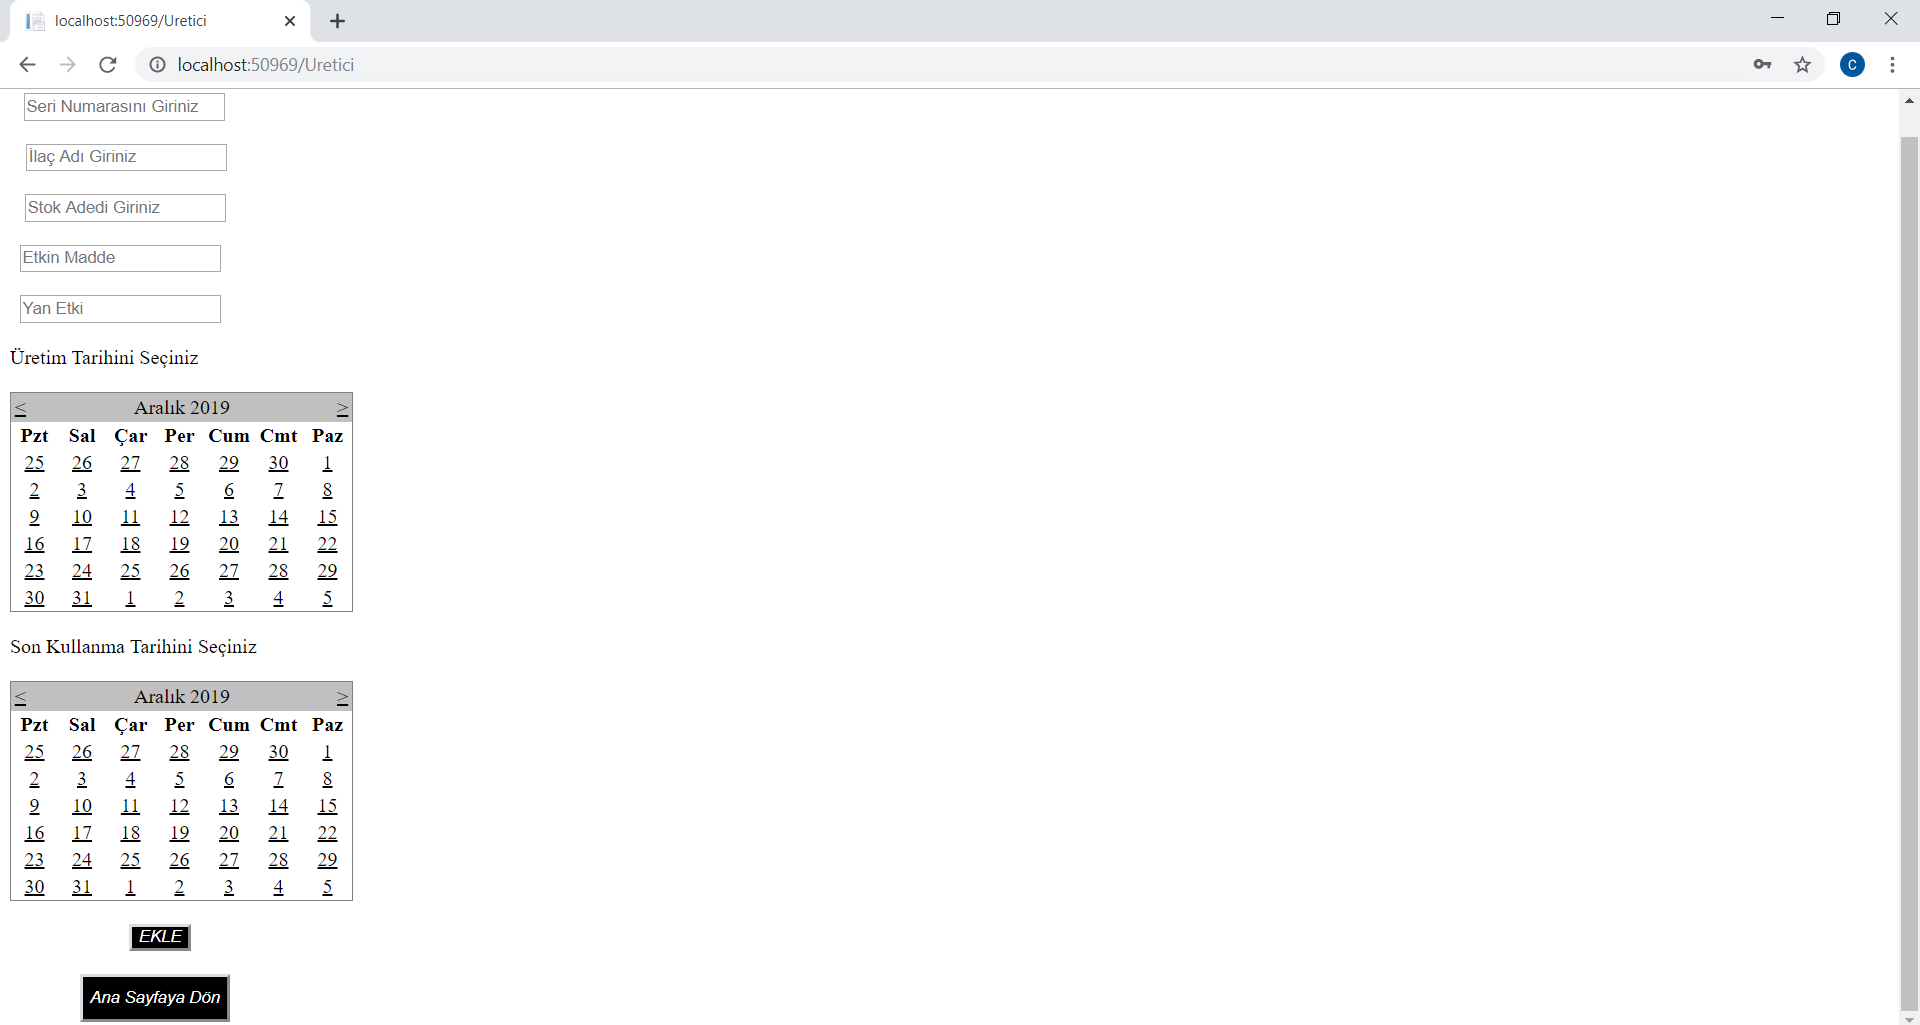 localhost:50969/Uretici
localhost:50969/Uretici
C
Seri Numarasını Giriniz
İlaç Adı Giriniz
Stok Adedi Giriniz
Etkin Madde
Yan Etki
Üretim Tarihini Seçiniz
< Aralık 2019 >
Pzt Sal Çar Per Cum Cmt Paz
25 26 27 28 29 30 1
2 3 4 5 6 7 8
9 10 11 12 13 14 15
16 17 18 19 20 21 22
23 24 25 26 27 28 29
30 31 1 2 3 4 5
Son Kullanma Tarihini Seçiniz
< Aralık 2019 >
Pzt Sal Çar Per Cum Cmt Paz
25 26 27 28 29 30 1
2 3 4 5 6 7 8
9 10 11 12 13 14 15
16 17 18 19 20 21 22
23 24 25 26 27 28 29
30 31 1 2 3 4 5
EKLE
Ana Sayfaya Dön